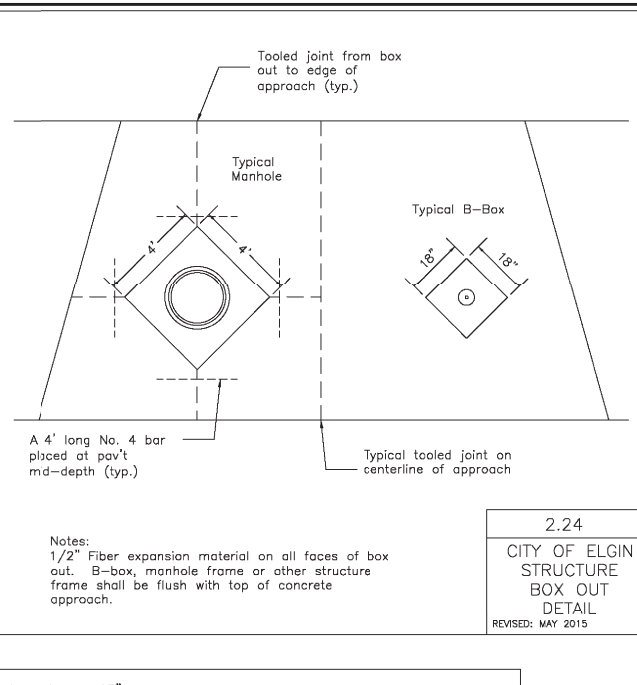 Tooled joint from box
out to edge of
approach (typ.)
Typical
Manhole
Typical B-Box
4'
4'
18"
18"
A 4' long No. 4 bar
placed at pav't
mid-depth (typ.)
Typical tooled joint on
centerline of approach
Notes:
1/2" Fiber expansion material on all faces of box
out. B-box, manhole frame or other structure
frame shall be flush with top of concrete
approach.
2.24
CITY OF ELGIN
STRUCTURE
BOX OUT
DETAIL
REVISED: MAY 2015